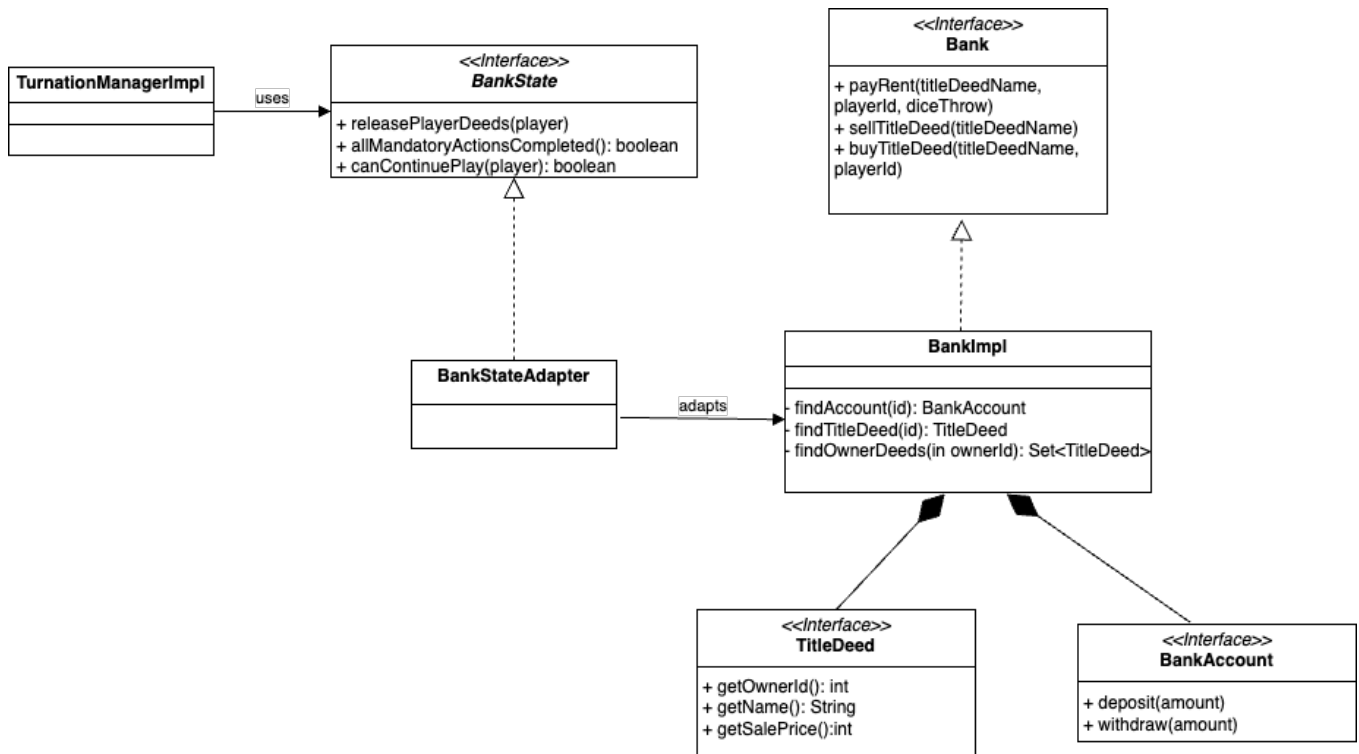 TurnationManagerImpl
uses
<<Interface>>
BankState
+ releasePlayerDeeds(player)
+ allMandatoryActionsCompleted(): boolean
+ canContinuePlay(player): boolean
<<Interface>>
Bank
+ payRent(titleDeedName,
playerId, diceThrow)
+ sellTitleDeed(titleDeedName)
+ buyTitleDeed(titleDeedName,
playerId)
BankStateAdapter
adapts
BankImpl
- findAccount(id): BankAccount
- findTitleDeed(id): TitleDeed
- findOwnerDeeds(in ownerId): Set<TitleDeed>
<<Interface>>
TitleDeed
+ getOwnerId(): int
+ getName(): String
+ getSalePrice():int
<<Interface>>
BankAccount
+ deposit(amount)
+ withdraw(amount)